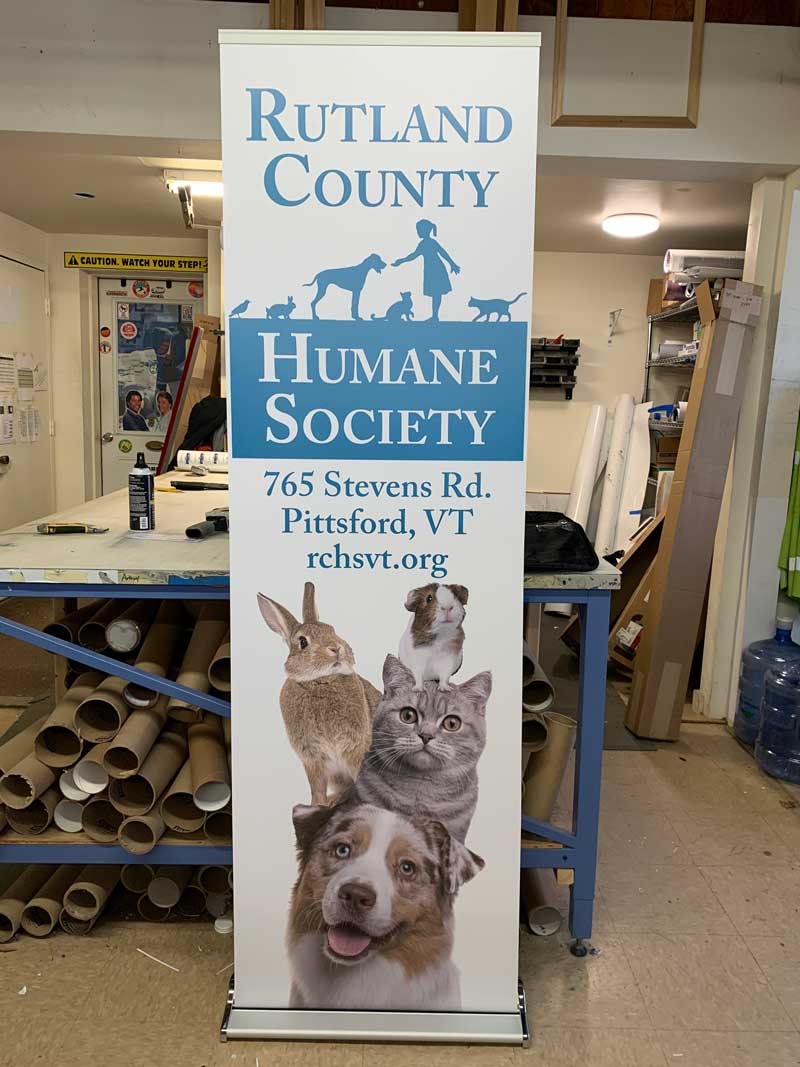 RUTLAND
COUNTY
HUMANE
SOCIETY
765 Stevens Rd.
Pittsford, VT
rchsvt.org
CAUTION. WATCH YOUR STEP!